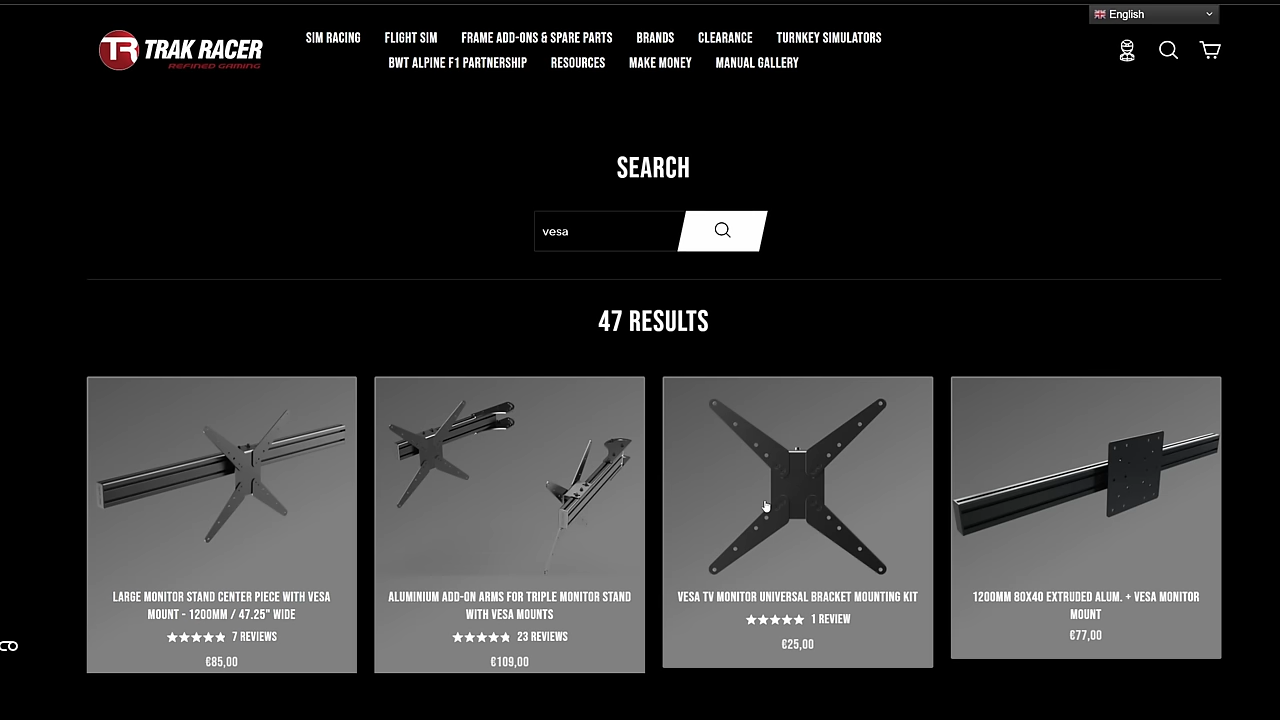 English
TR TRAK RACER
REFINED GAMING
SIM RACING FLIGHT SIM FRAME ADD-ONS & SPARE PARTS BRANDS CLEARANCE TURNKEY SIMULATORS
BWT ALPINE F1 PARTNERSHIP RESOURCES MAKE MONEY MANUAL GALLERY
SEARCH
vesa
47 RESULTS
LARGE MONITOR STAND CENTER PIECE WITH VESA
MOUNT - 1200MM / 47.25" WIDE
7 REVIEWS
€85,00
ALUMINIUM ADD-ON ARMS FOR TRIPLE MONITOR STAND
WITH VESA MOUNTS
23 REVIEWS
€109,00
VESA TV MONITOR UNIVERSAL BRACKET MOUNTING KIT
1 REVIEW
€25,00
1200MM 80X40 EXTRUDED ALUM. + VESA MONITOR
MOUNT
€77,00